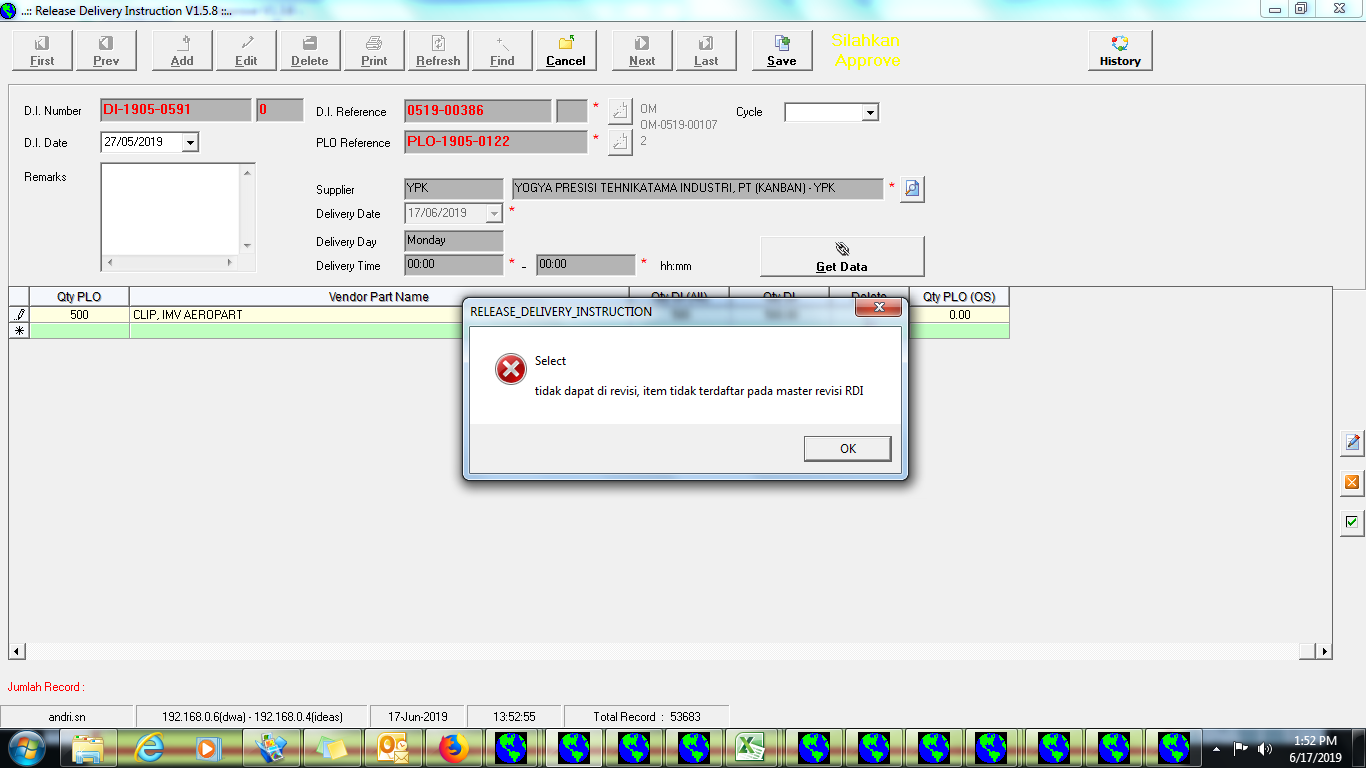 ..:: Release Delivery Instruction V1.5.8 ::..
First Prev Add Edit Delete Print Refresh Find Cancel Next Last Save Silahkan Approve History
D.I. Number DI-1905-0591 0 D.I. Reference 0519-00386 * OM Cycle
OM-0519-00107
D.I. Date 27/05/2019 PLO Reference PLO-1905-0122 * 2
Remarks
Supplier YPK YOGYA PRESISI TEHNIKATAMA INDUSTRI, PT (KANBAN) - YPK *
Delivery Date 17/06/2019 *
Delivery Day Monday
Delivery Time 00:00 * - 00:00 * hh:mm Get Data
Qty PLO Vendor Part Name Qty DI (All) Qty DI Delete Qty PLO (OS)
500 CLIP, IMV AEROPART 0.00
RELEASE_DELIVERY_INSTRUCTION
Select
tidak dapat di revisi, item tidak terdaftar pada master revisi RDI
OK
Jumlah Record :
andri.sn 192.168.0.6(dwa) - 192.168.0.4(ideas) 17-Jun-2019 13:52:55 Total Record : 53683
1:52 PM
6/17/2019